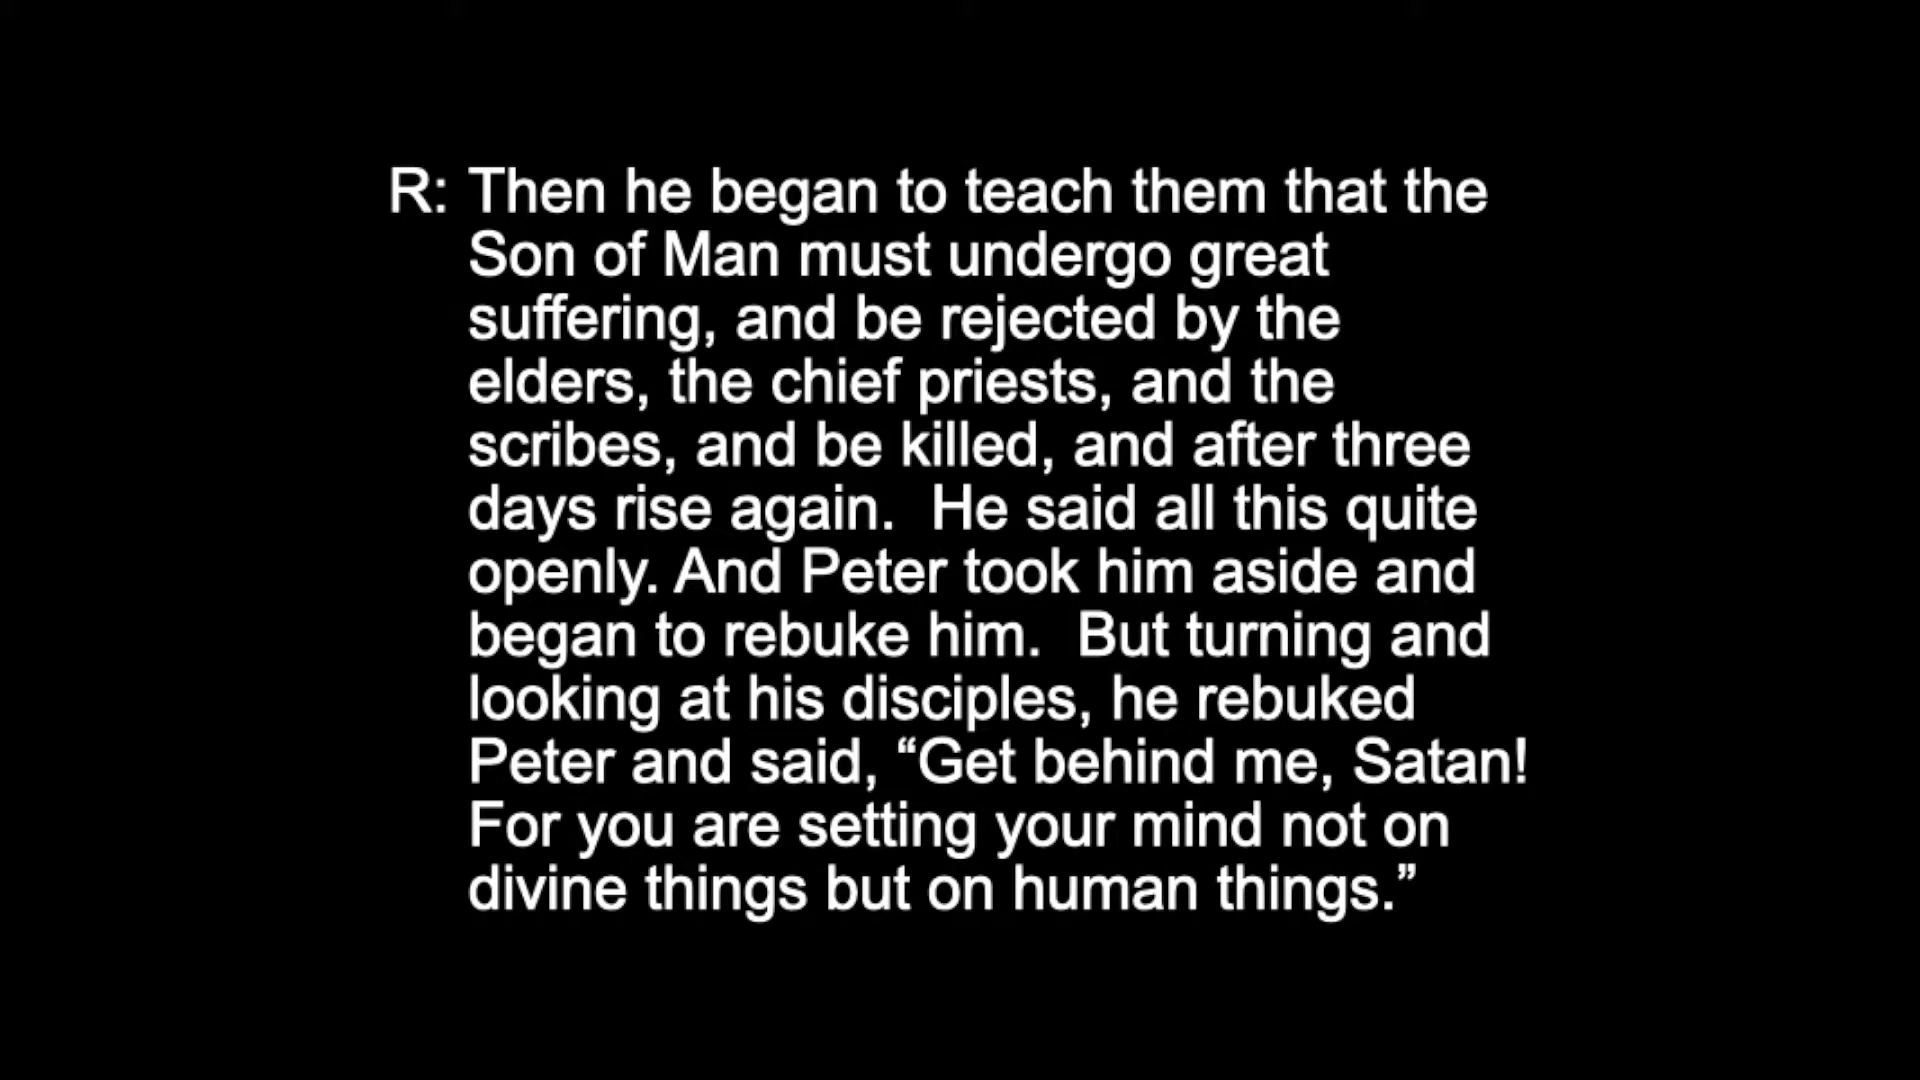 R: Then he began to teach them that the
Son of Man must undergo great
suffering, and be rejected by the
elders, the chief priests, and the
scribes, and be killed, and after three
days rise again.  He said all this quite
openly. And Peter took him aside and
began to rebuke him.  But turning and
looking at his disciples, he rebuked
Peter and said, “Get behind me, Satan!
For you are setting your mind not on
divine things but on human things.”